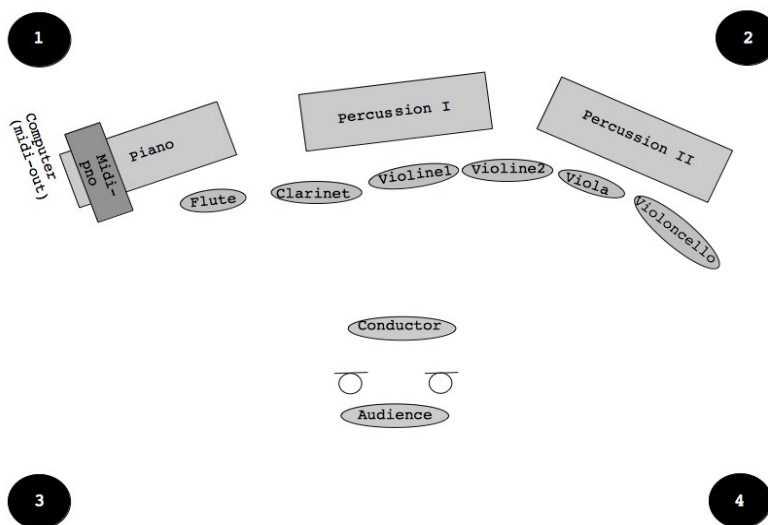 1
2
Percussion I
Percussion II
Computer
(midi-out)
Piano
Midi-
pno
Flute
Clarinet
Violine1
Violine2
Viola
Violoncello
Conductor
Audience
3
4